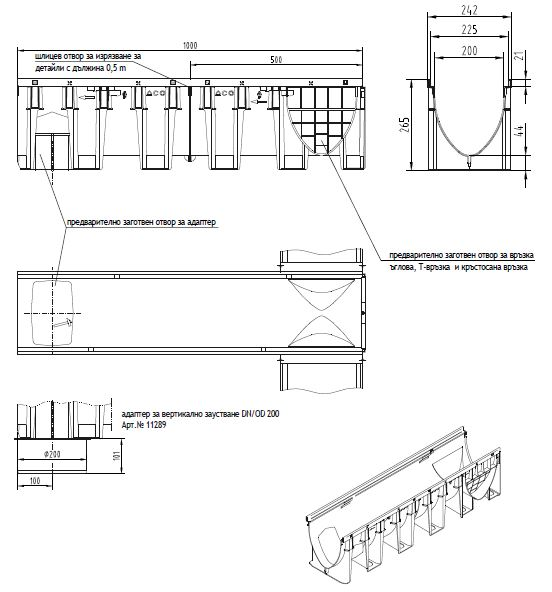 1000
шлицев отвор за изрязване за
детайли с дължина 0,5 m
500
ACO
ACO
242
225
200
21
265
44
предварително заготвен отвор за адаптер
предварително заготвен отвор за връзка
ъглова, Т-връзка и кръстосана връзка
адаптер за вертикално заустване DN/OD 200
Арт.№ 11289
Ø200
101
100